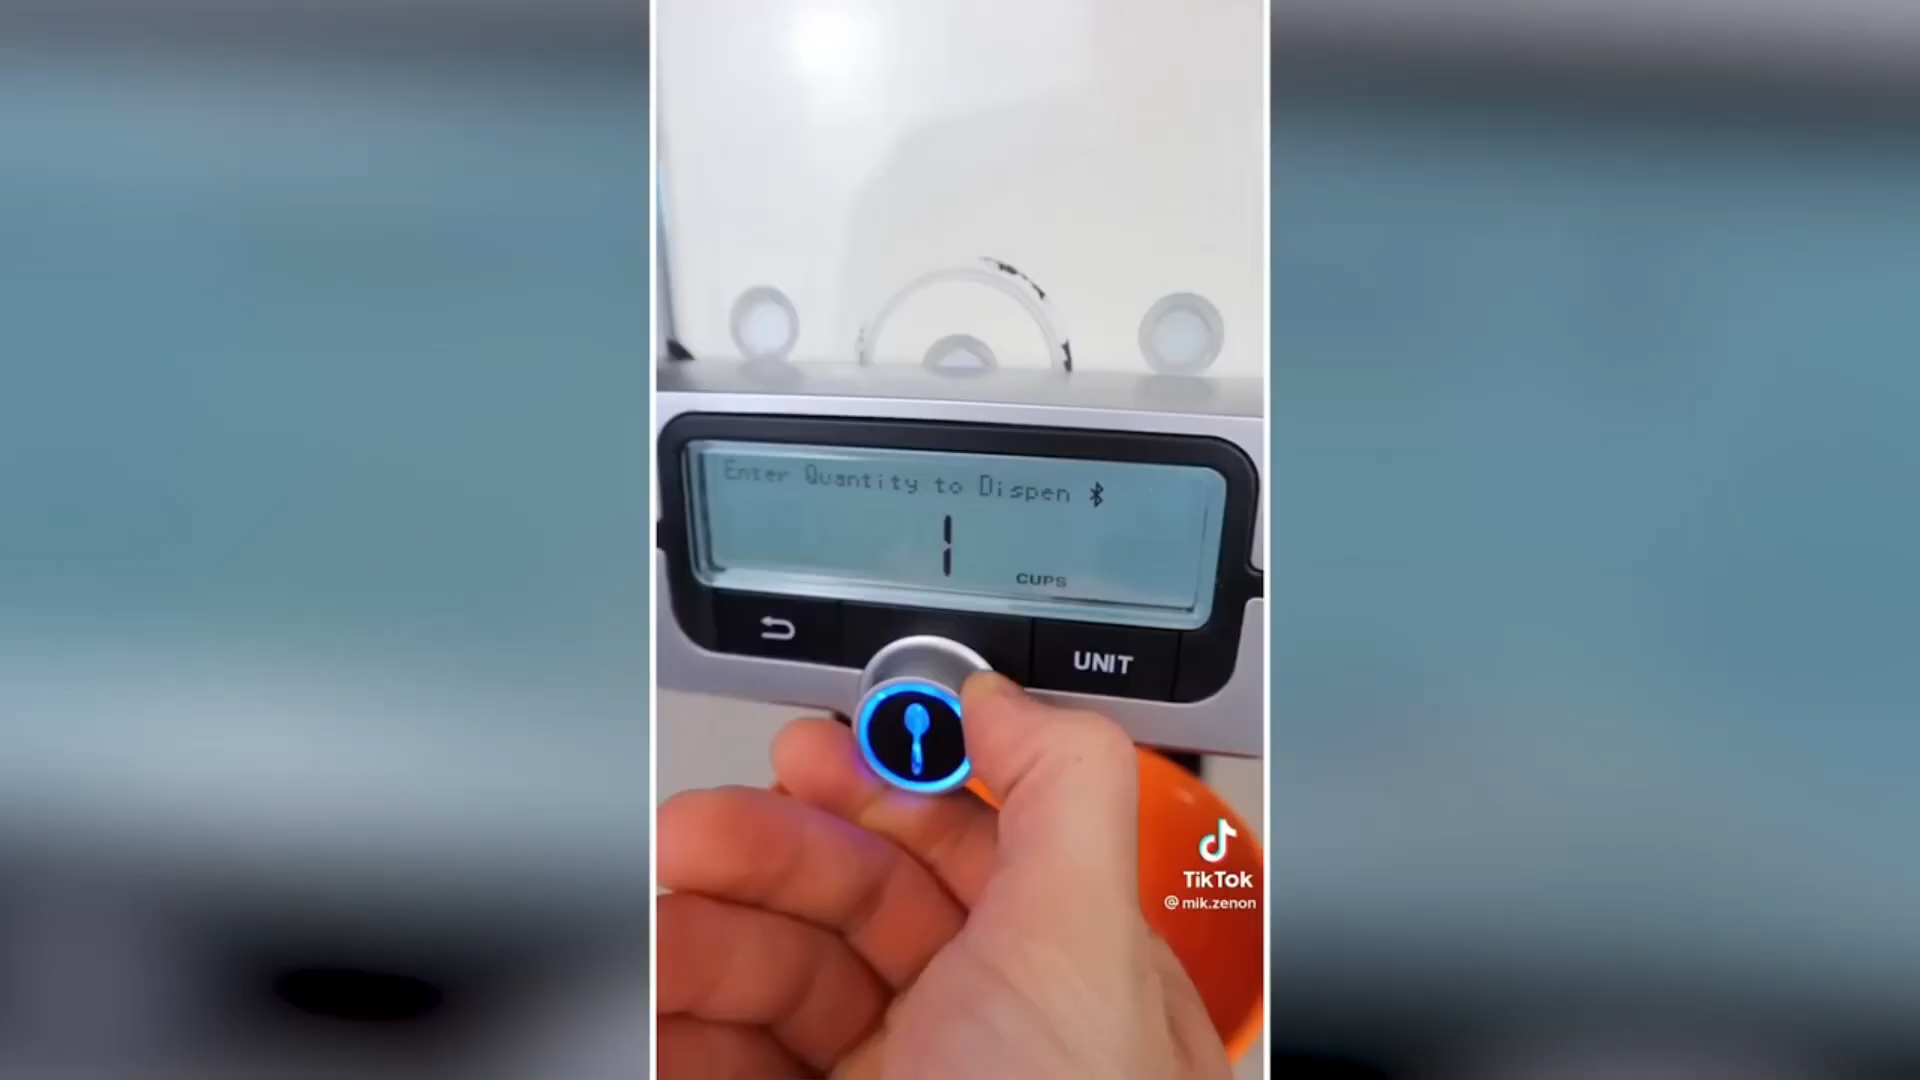 Enter Quantity to Dispen
1
CUPS
UNIT
TikTok
@mik.zenon